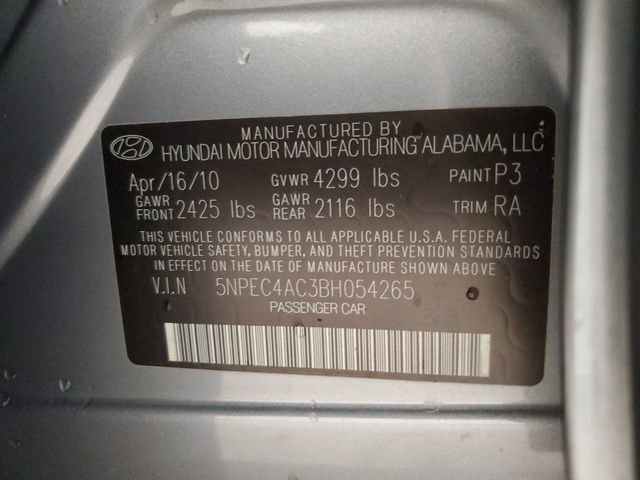 MANUFACTURED BY
HYUNDAI MOTOR MANUFACTURING ALABAMA, LLC
Apr/16/10 GVWR 4299 lbs PAINT P3
GAWR FRONT 2425 lbs GAWR REAR 2116 lbs TRIM RA
THIS VEHICLE CONFORMS TO ALL APPLICABLE U.S.A. FEDERAL
MOTOR VEHICLE SAFETY, BUMPER, AND THEFT PREVENTION STANDARDS
IN EFFECT ON THE DATE OF MANUFACTURE SHOWN ABOVE.
V.I.N 5NPEC4AC3BH054265
PASSENGER CAR